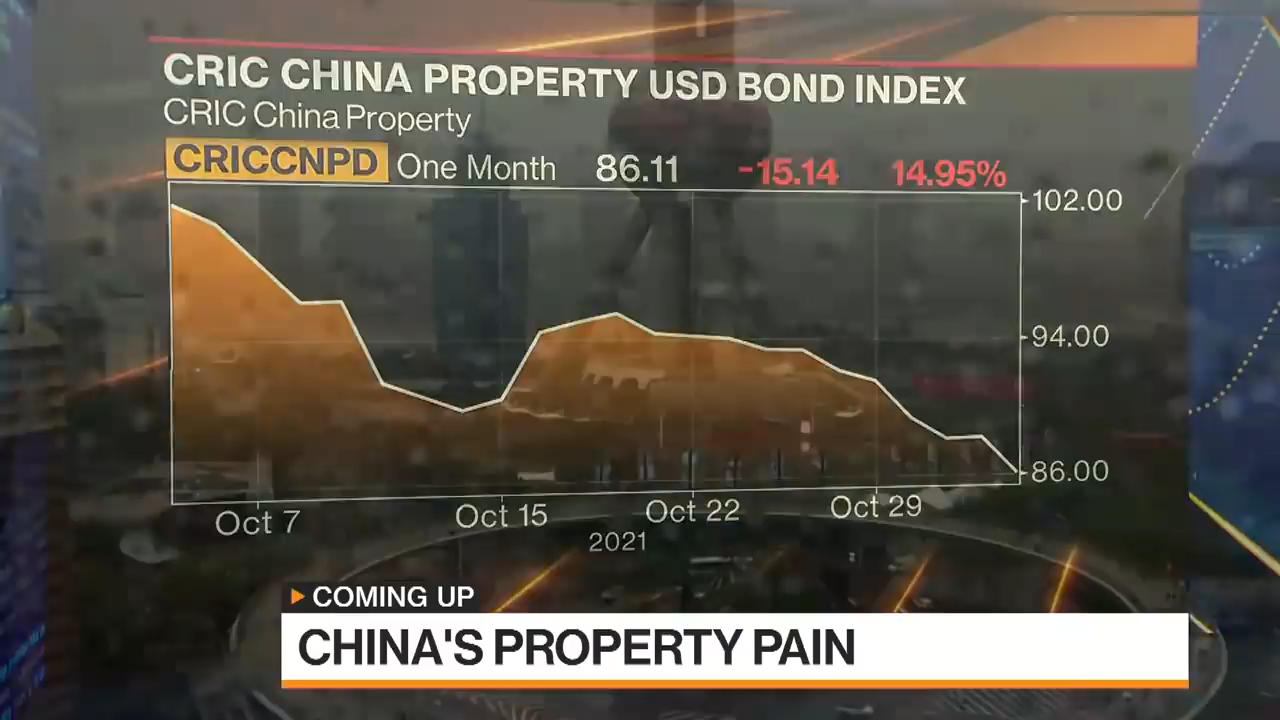 CRIC CHINA PROPERTY USD BOND INDEX
CRIC China Property
CRICCNPD One Month 86.11 -15.14 14.95%
102.00
94.00
86.00
Oct 7 Oct 15 Oct 22 Oct 29
2021
COMING UP
CHINA'S PROPERTY PAIN